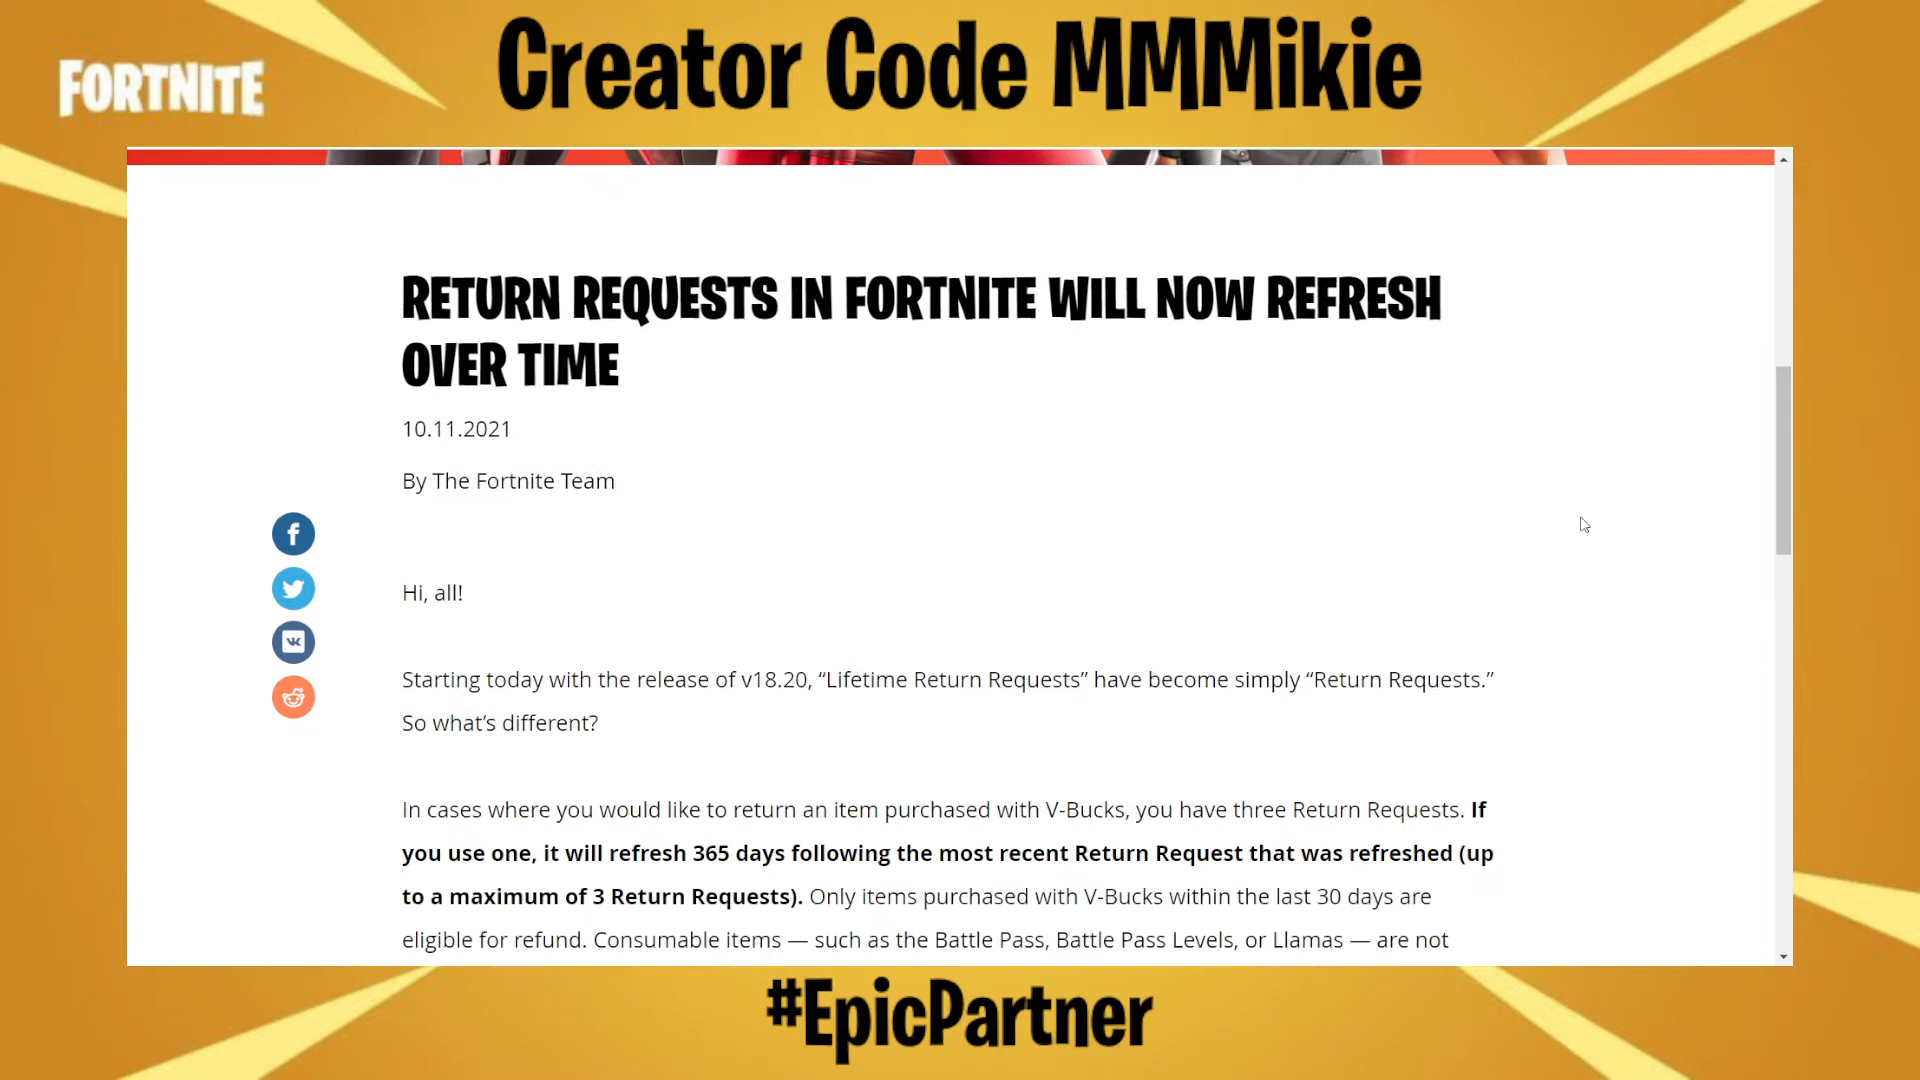 Creator Code MMMikie
FORTNITE
RETURN REQUESTS IN FORTNITE WILL NOW REFRESH
OVER TIME
10.11.2021
By The Fortnite Team
Hi, all!
Starting today with the release of v18.20, “Lifetime Return Requests” have become simply “Return Requests.”
So what’s different?
In cases where you would like to return an item purchased with V-Bucks, you have three Return Requests. If
you use one, it will refresh 365 days following the most recent Return Request that was refreshed (up
to a maximum of 3 Return Requests). Only items purchased with V-Bucks within the last 30 days are
eligible for refund. Consumable items — such as the Battle Pass, Battle Pass Levels, or Llamas — are not
#EpicPartner